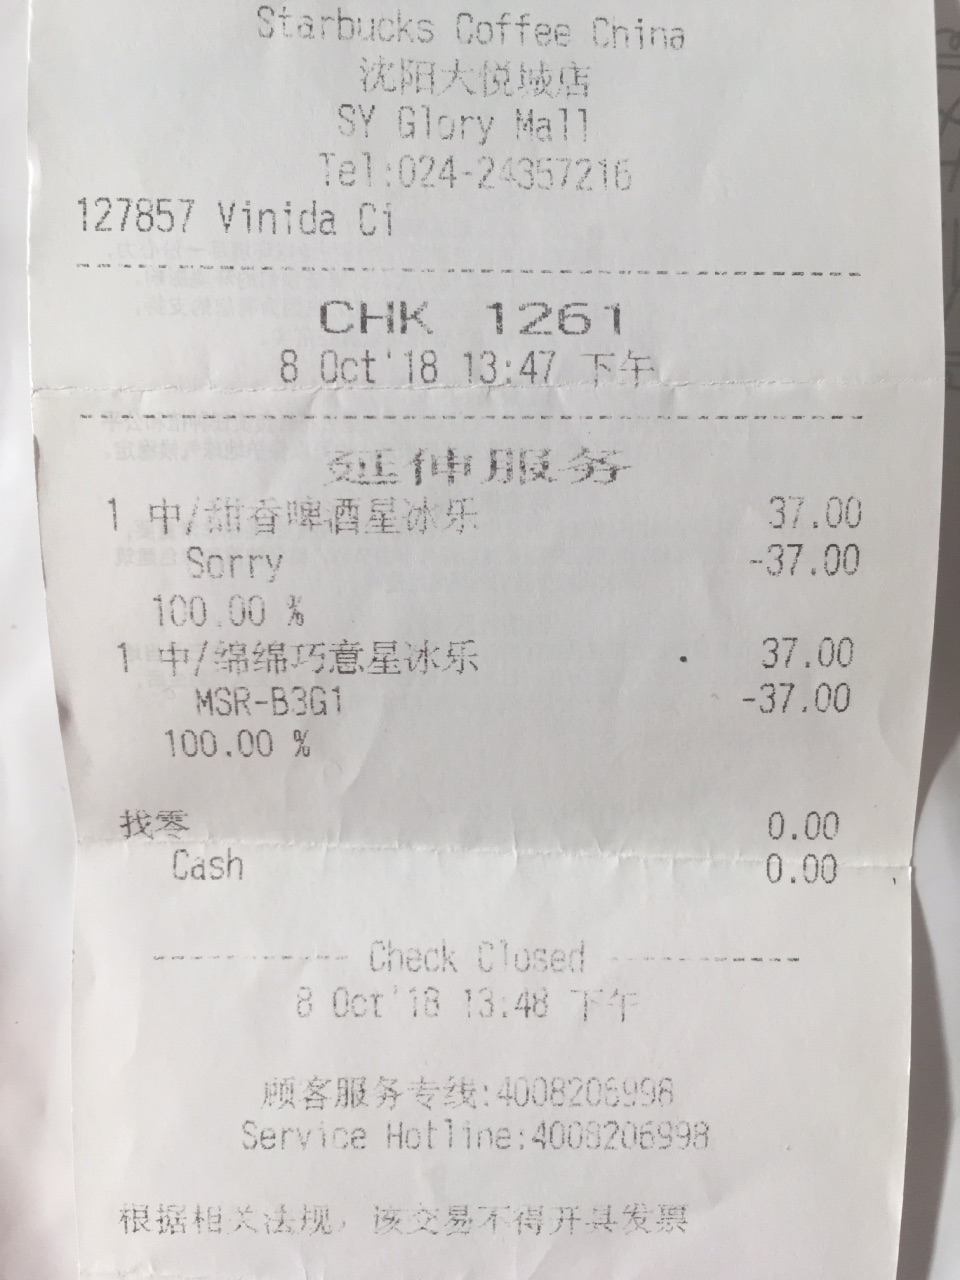 Starbucks Coffee China
沈阳大悦城店
SY Glory Mall
Tel:024-24357216
127857 Vinida Ci
CHK 1261
8 Oct'18 13:47 下午
延伸服务
1 中/甜香啤酒星冰乐 37.00
Sorry -37.00
100.00 %
1 中/绵绵巧意星冰乐 37.00
MSR-B3G1 -37.00
100.00 %
找零 0.00
Cash 0.00
----------- Check Closed -----------
8 Oct'18 13:48 下午
顾客服务专线:4008206998
Service Hotline:4008206998
根据相关法规，该交易不得开具发票